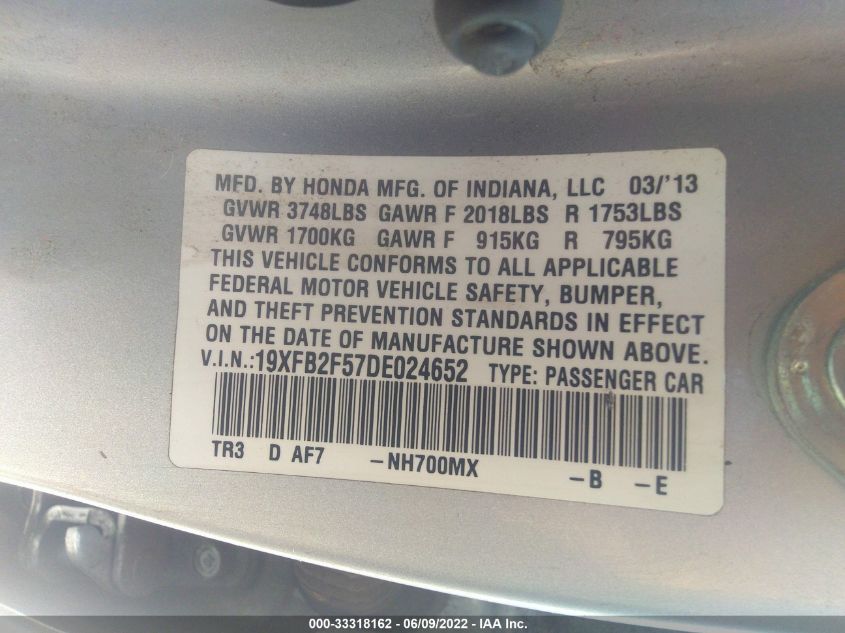 MFD. BY HONDA MFG. OF INDIANA, LLC 03/'13
GVWR 3748LBS GAWR F 2018LBS R 1753LBS
GVWR 1700KG GAWR F 915KG R 795KG
THIS VEHICLE CONFORMS TO ALL APPLICABLE
FEDERAL MOTOR VEHICLE SAFETY, BUMPER,
AND THEFT PREVENTION STANDARDS IN EFFECT
ON THE DATE OF MANUFACTURE SHOWN ABOVE.
V.I.N.:19XFB2F57DE024652 TYPE: PASSENGER CAR
TR3 D AF7 -NH700MX -B -E
000-33318162 - 06/09/2022 - IAA Inc.